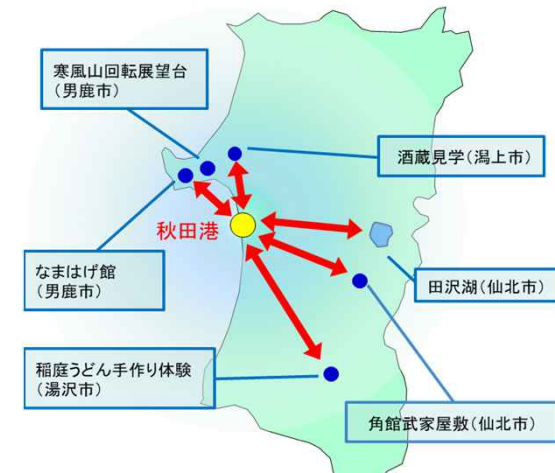 寒風山回転展望台
(男鹿市)
酒蔵見学(潟上市)
秋田港
なまはげ館
(男鹿市)
田沢湖(仙北市)
稲庭うどん手作り体験
(湯沢市)
角館武家屋敷(仙北市)